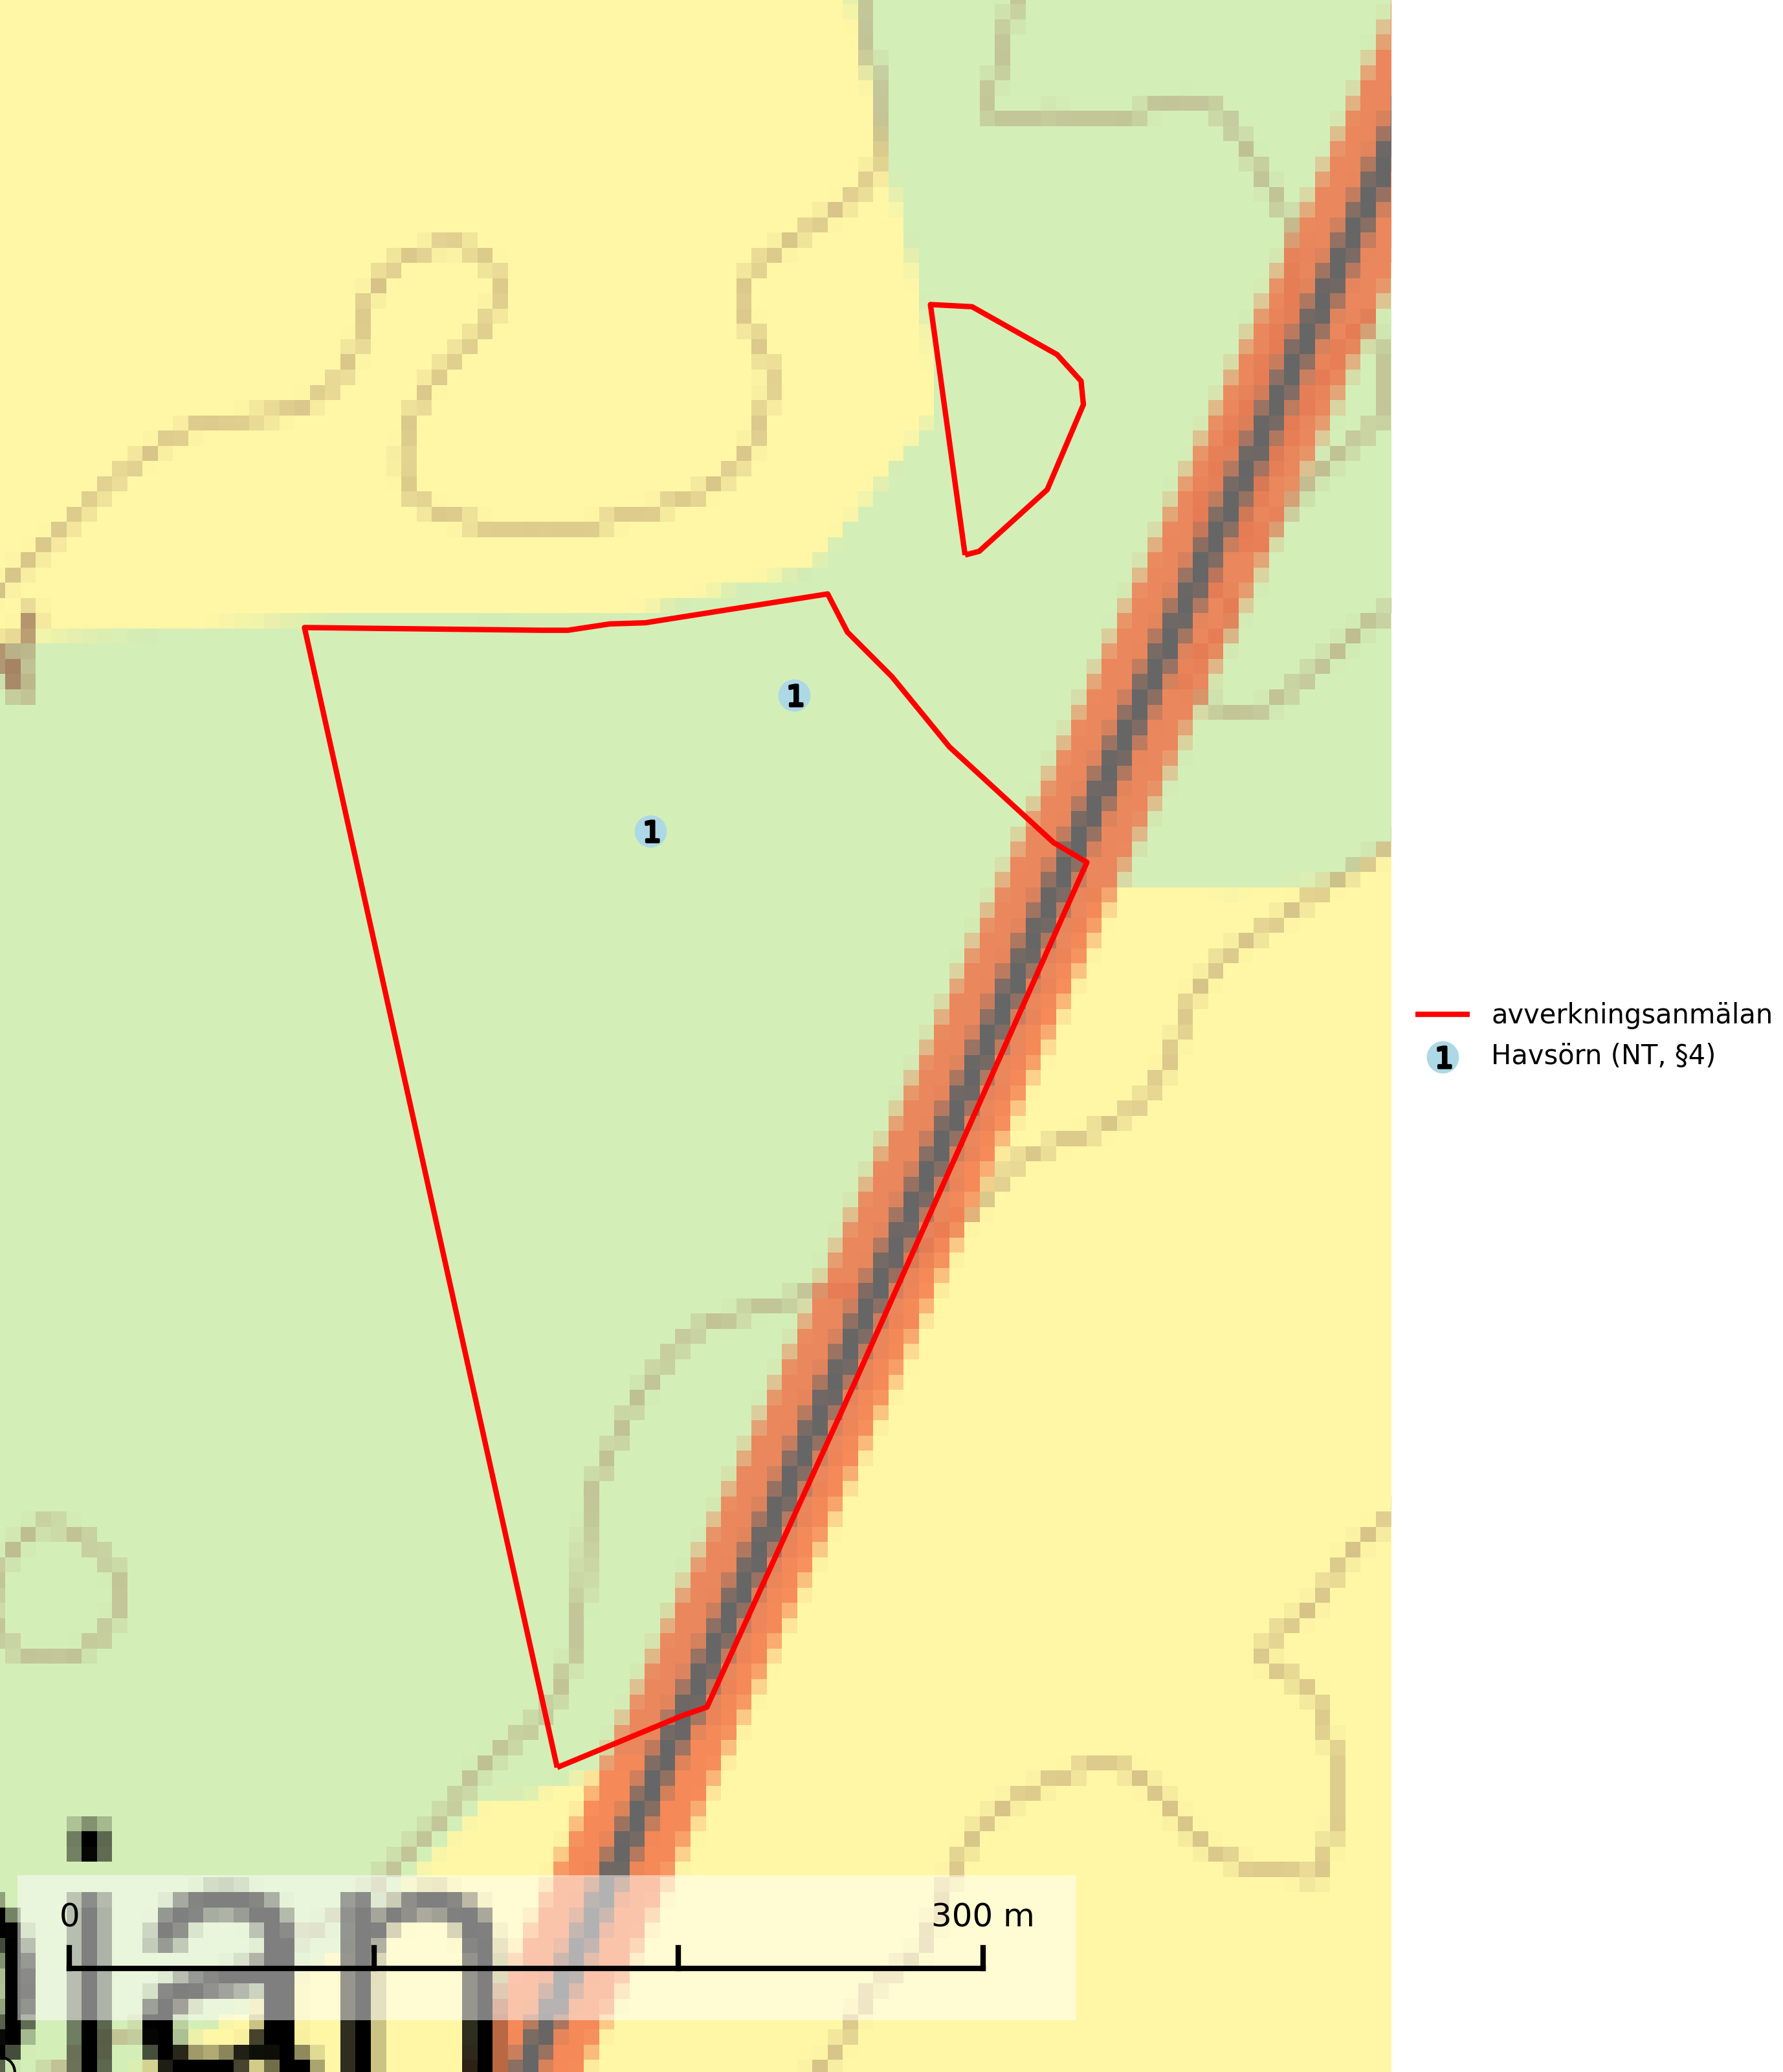 1
1
avverkningsanmälan
1 Havsörn (NT, §4)
0 300 m